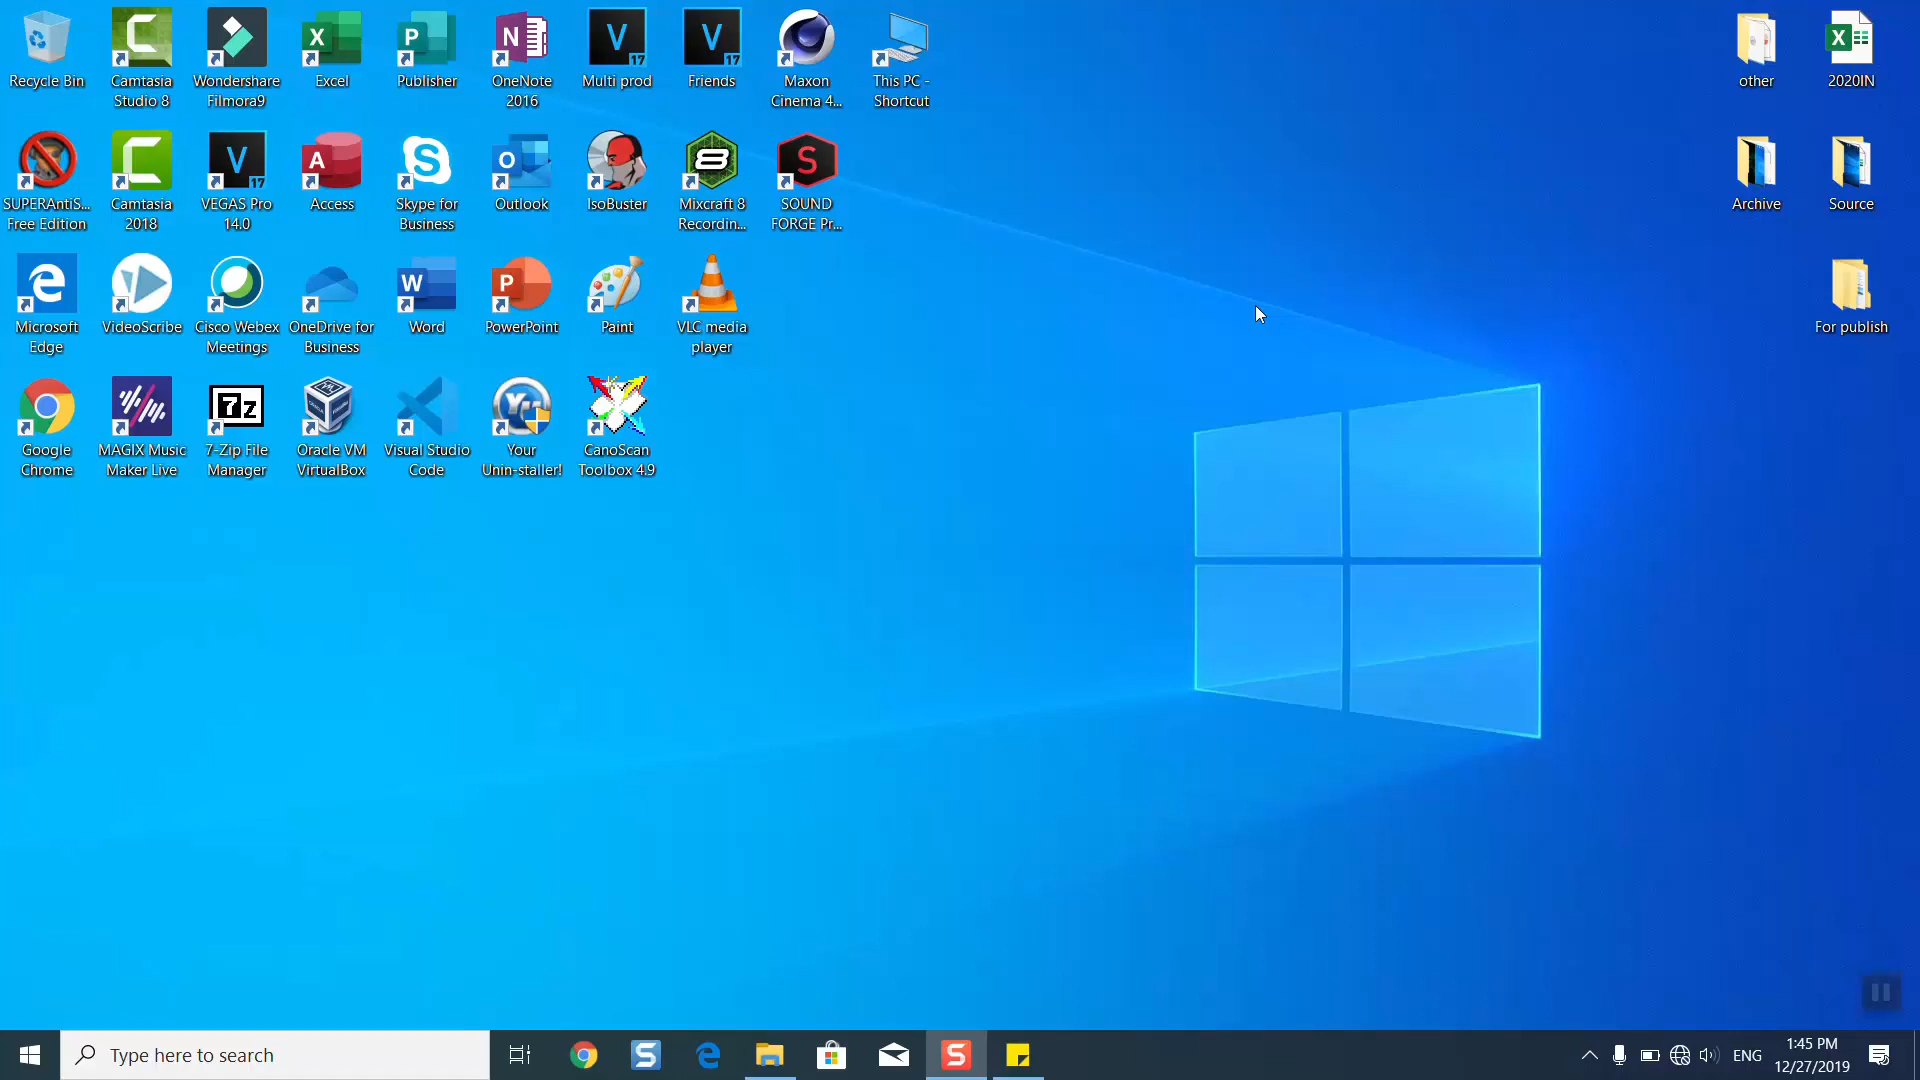 Recycle Bin
Camtasia
Studio 8
Wondershare
Filmora9
Excel
Publisher
OneNote
2016
Multi prod
Friends
Maxon
Cinema 4...
This PC -
Shortcut
other
2020IN
SUPERAntiS...
Free Edition
Camtasia
2018
VEGAS Pro
14.0
Access
Skype for
Business
Outlook
IsoBuster
Mixcraft 8
Recordin...
SOUND
FORGE Pr...
Archive
Source
Microsoft
Edge
VideoScribe
Cisco Webex
Meetings
OneDrive for
Business
Word
PowerPoint
Paint
VLC media
player
For publish
Google
Chrome
MAGIX Music
Maker Live
7-Zip File
Manager
Oracle VM
VirtualBox
Visual Studio
Code
Your
Unin-staller!
CanoScan
Toolbox 4.9
Type here to search
ENG
1:45 PM
12/27/2019